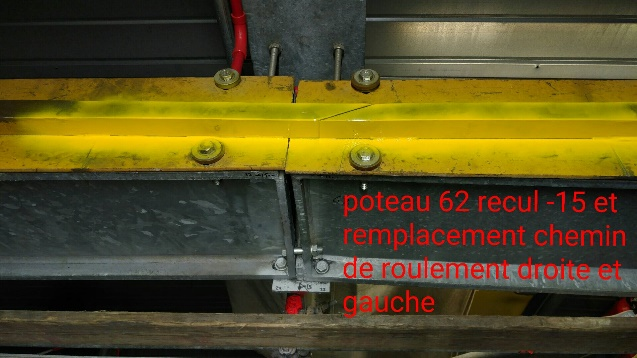 poteau 62 recul -15 et
remplacement chemin
de roulement droite et
gauche